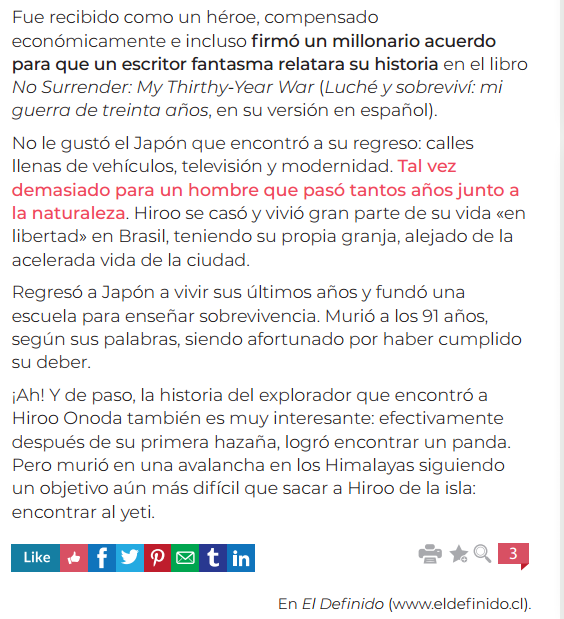 Fue recibido como un héroe, compensado
económicamente e incluso firmó un millonario acuerdo
para que un escritor fantasma relatara su historia en el libro
No Surrender: My Thirthy-Year War (Luché y sobreviví: mi
guerra de treinta años, en su versión en español).
No le gustó el Japón que encontró a su regreso: calles
llenas de vehículos, televisión y modernidad. Tal vez
demasiado para un hombre que pasó tantos años junto a
la naturaleza. Hiroo se casó y vivió gran parte de su vida «en
libertad» en Brasil, teniendo su propia granja, alejado de la
acelerada vida de la ciudad.
Regresó a Japón a vivir sus últimos años y fundó una
escuela para enseñar sobrevivencia. Murió a los 91 años,
según sus palabras, siendo afortunado por haber cumplido
su deber.
¡Ah! Y de paso, la historia del explorador que encontró a
Hiroo Onoda también es muy interesante: efectivamente
después de su primera hazaña, logró encontrar un panda.
Pero murió en una avalancha en los Himalayas siguiendo
un objetivo aún más difícil que sacar a Hiroo de la isla:
encontrar al yeti.
Like f t in 3
En El Definido (www.eldefinido.cl).